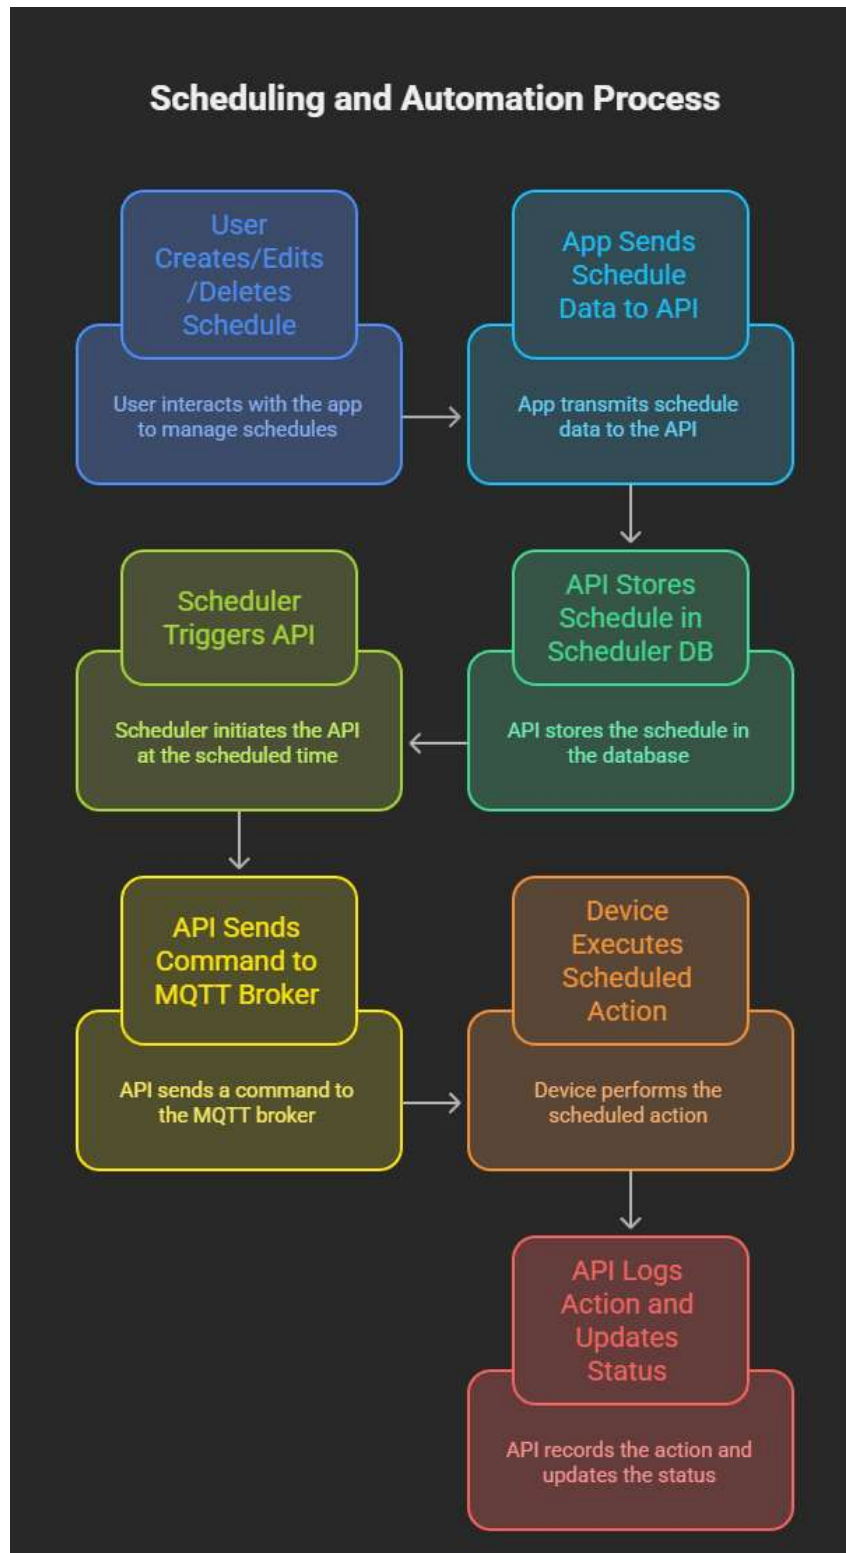 Scheduling and Automation Process
User
Creates/Edits
/Deletes
Schedule
User interacts with the app
to manage schedules
App Sends
Schedule
Data to API
App transmits schedule
data to the API
API Stores
Schedule in
Scheduler DB
API stores the schedule in
the database
Scheduler
Triggers API
Scheduler initiates the API
at the scheduled time
API Sends
Command to
MQTT Broker
API sends a command to
the MQTT broker
Device
Executes
Scheduled
Action
Device performs the
scheduled action
API Logs
Action and
Updates
Status
API records the action and
updates the status